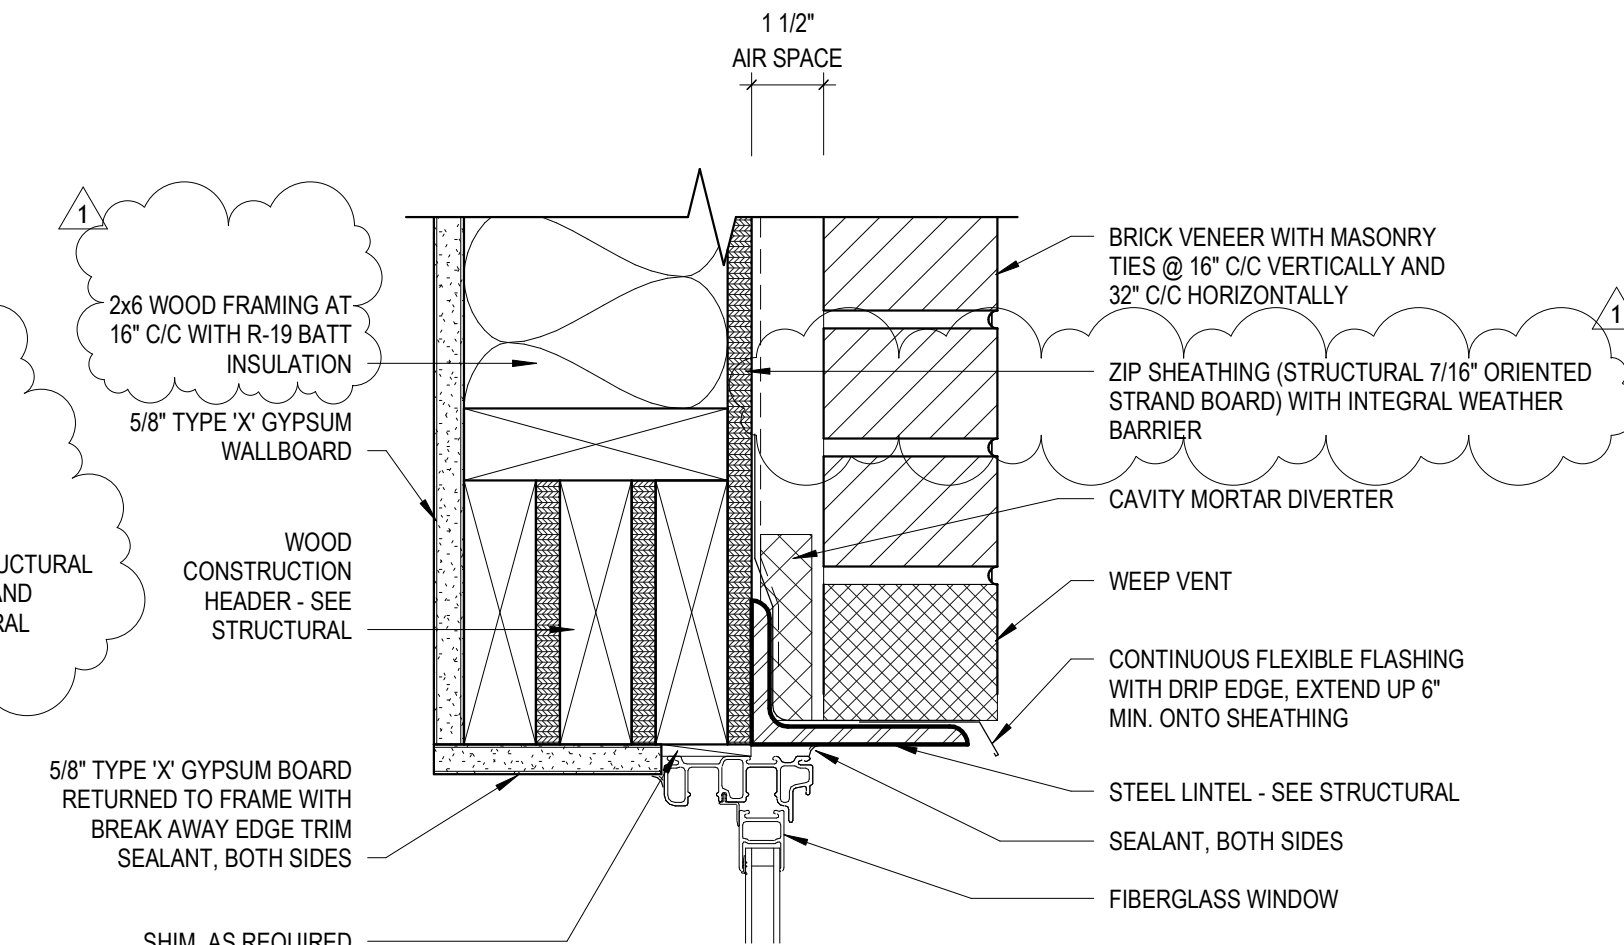 1 1/2"
AIR SPACE
1
2x6 WOOD FRAMING AT
16" C/C WITH R-19 BATT
INSULATION
5/8" TYPE 'X' GYPSUM
WALLBOARD
WOOD
CONSTRUCTION
HEADER - SEE
STRUCTURAL
5/8" TYPE 'X' GYPSUM BOARD
RETURNED TO FRAME WITH
BREAK AWAY EDGE TRIM
SEALANT, BOTH SIDES
SHIM, AS REQUIRED
BRICK VENEER WITH MASONRY
TIES @ 16" C/C VERTICALLY AND
32" C/C HORIZONTALLY
1
ZIP SHEATHING (STRUCTURAL 7/16" ORIENTED
STRAND BOARD) WITH INTEGRAL WEATHER
BARRIER
CAVITY MORTAR DIVERTER
WEEP VENT
CONTINUOUS FLEXIBLE FLASHING
WITH DRIP EDGE, EXTEND UP 6"
MIN. ONTO SHEATHING
STEEL LINTEL - SEE STRUCTURAL
SEALANT, BOTH SIDES
FIBERGLASS WINDOW